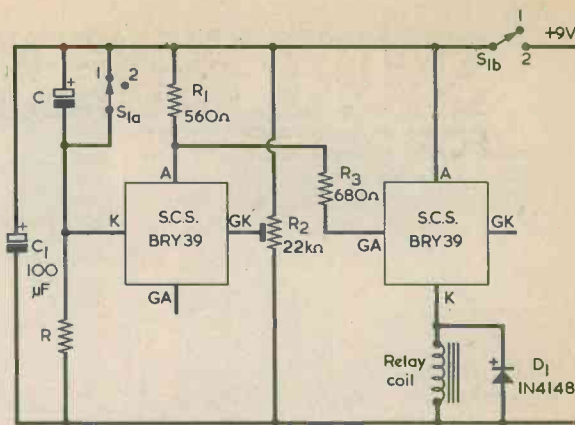 1
+9V
S1b
2
+
C
1
2
S1a
R1
560Ω
A
K
S.C.S.
BRY39
GK
GA
R2
22kΩ
R3
680Ω
A
GA
S.C.S.
BRY39
GK
K
+
C1
100
µF
R
Relay
coil
+
D1
1N4148